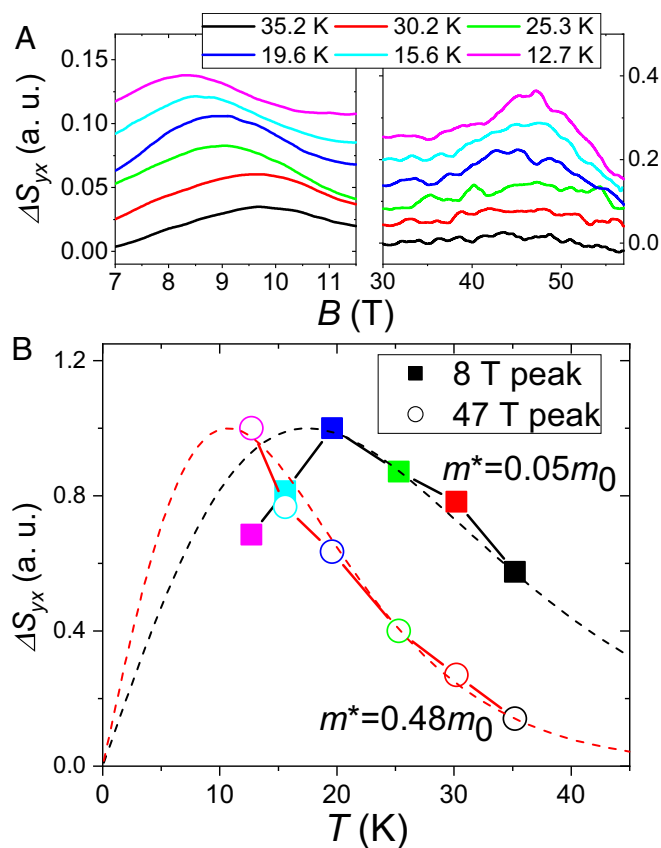 A
35.2 K 30.2 K 25.3 K
19.6 K 15.6 K 12.7 K
0.15
0.10
0.05
0.00
ΔSyx (a. u.)
0.4
0.2
0.0
7 8 9 10 11
30 40 50
B (T)
B
1.2
0.8
0.4
0.0
ΔSyx (a. u.)
8 T peak
47 T peak
m*=0.05m0
m*=0.48m0
0 10 20 30 40
T (K)